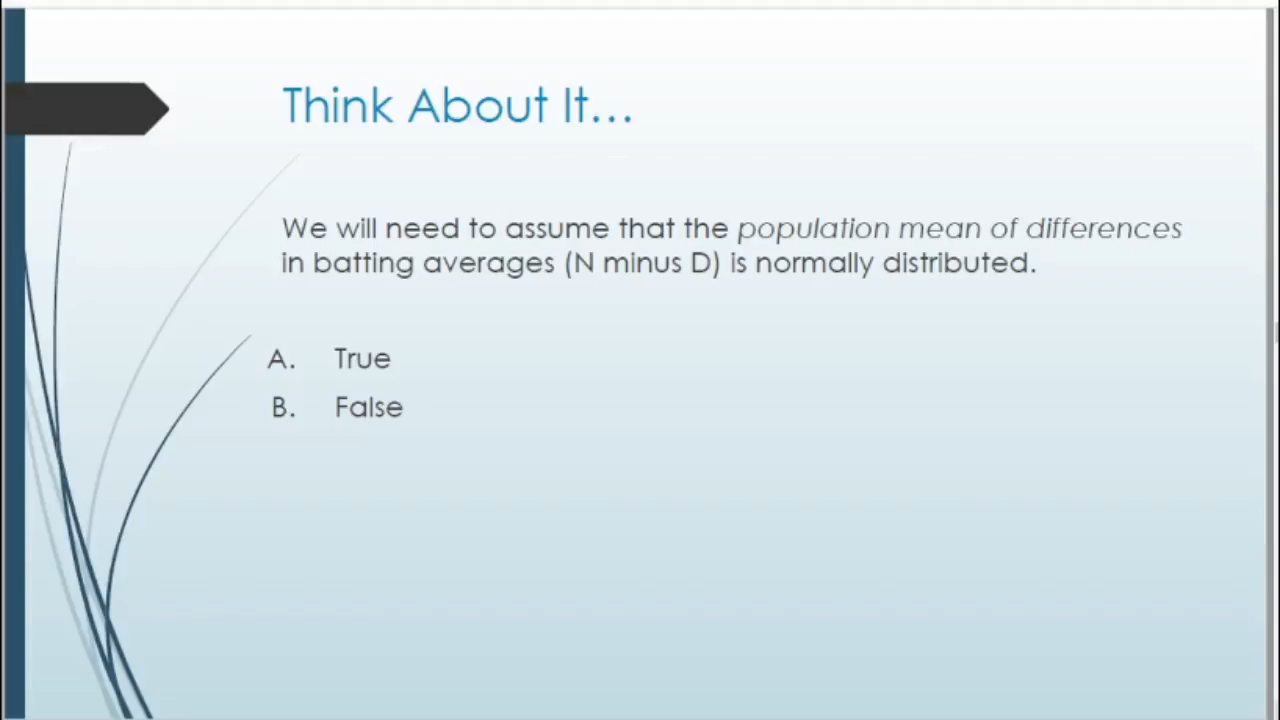 Think About It...
We will need to assume that the population mean of differences
in batting averages (N minus D) is normally distributed.
A. True
B. False